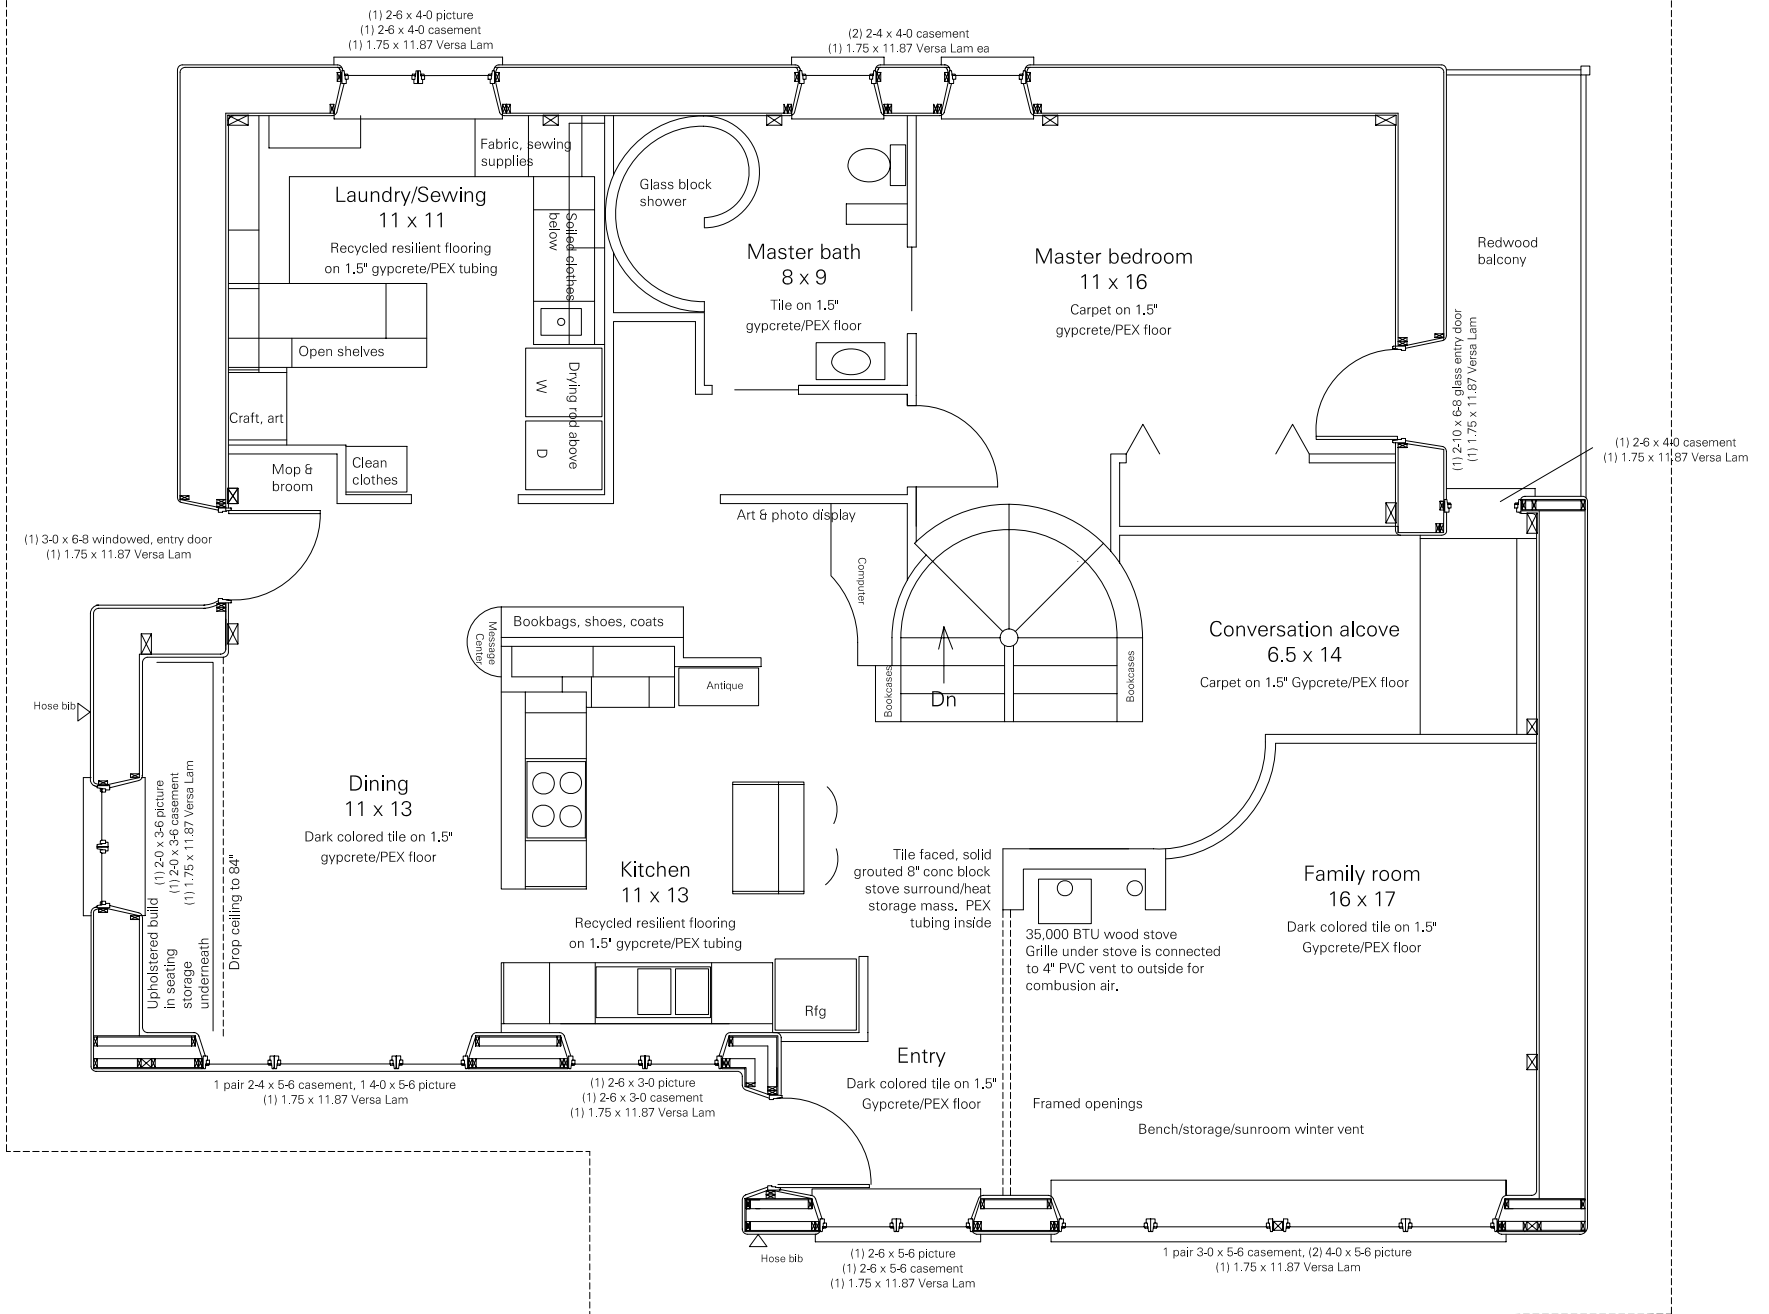 (1) 2-6 x 4-0 picture
(1) 2-6 x 4-0 casement
(1) 1.75 x 11.87 Versa Lam
(2) 2-4 x 4-0 casement
(1) 1.75 x 11.87 Versa Lam ea
Fabric, sewing
supplies
Laundry/Sewing
11 x 11
Recycled resilient flooring
on 1.5" gypcrete/PEX tubing
Soiled clothes
below
Open shelves
Craft, art
Mop &
broom
Clean
clothes
W
D
Drying rod above
Glass block
shower
Master bath
8 x 9
Tile on 1.5"
gypcrete/PEX floor
Master bedroom
11 x 16
Carpet on 1.5"
gypcrete/PEX floor
Redwood
balcony
(1) 2-10 x 6-8 glass entry door
(1) 1.75 x 11.87 Versa Lam
(1) 2-6 x 4-0 casement
(1) 1.75 x 11.87 Versa Lam
(1) 3-0 x 6-8 windowed, entry door
(1) 1.75 x 11.87 Versa Lam
Art & photo display
Computer
Bookcases
Dn
Bookcases
Message
Center
Bookbags, shoes, coats
Antique
Conversation alcove
6.5 x 14
Carpet on 1.5" Gypcrete/PEX floor
Hose bib
(1) 2-0 x 3-6 picture
(1) 2-0 x 3-6 casement
(1) 1.75 x 11.87 Versa Lam
Upholstered build
in seating
storage
underneath
Drop ceiling to 84"
Dining
11 x 13
Dark colored tile on 1.5"
gypcrete/PEX floor
Kitchen
11 x 13
Recycled resilient flooring
on 1.5' gypcrete/PEX tubing
Rfg
Tile faced, solid
grouted 8" conc block
stove surround/heat
storage mass. PEX
tubing inside
35,000 BTU wood stove
Grille under stove is connected
to 4" PVC vent to outside for
combusion air.
Family room
16 x 17
Dark colored tile on 1.5"
Gypcrete/PEX floor
Entry
Dark colored tile on 1.5"
Gypcrete/PEX floor
Framed openings
Bench/storage/sunroom winter vent
1 pair 2-4 x 5-6 casement, 1 4-0 x 5-6 picture
(1) 1.75 x 11.87 Versa Lam
(1) 2-6 x 3-0 picture
(1) 2-6 x 3-0 casement
(1) 1.75 x 11.87 Versa Lam
Hose bib
(1) 2-6 x 5-6 picture
(1) 2-6 x 5-6 casement
(1) 1.75 x 11.87 Versa Lam
1 pair 3-0 x 5-6 casement, (2) 4-0 x 5-6 picture
(1) 1.75 x 11.87 Versa Lam